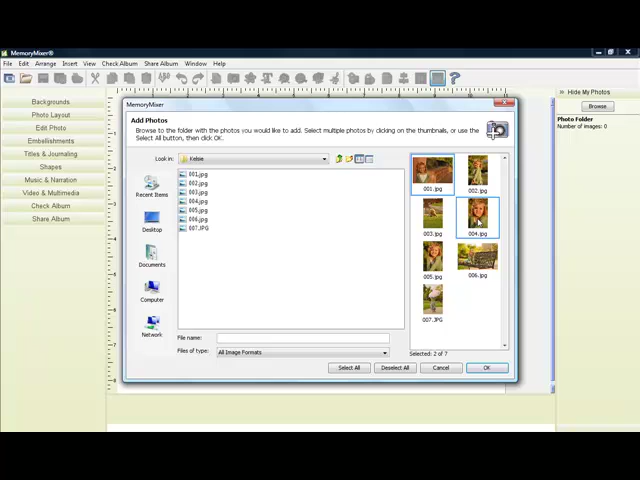 MemoryMixer®
File Edit Arrange Insert View Check Album Share Album Window Help
Backgrounds
Photo Layout
Edit Photo
Embellishments
Titles & Journaling
Shapes
Music & Narration
Video & Multimedia
Check Album
Share Album
MemoryMixer
Add Photos
Browse to the folder with the photos you would like to add. Select multiple photos by clicking on the thumbnails, or use the
Select All button, then click OK.
Look in: Kelsie
Recent Items
Desktop
Documents
Computer
Network
001.jpg
002.jpg
003.jpg
004.jpg
005.jpg
006.jpg
007.JPG
File name:
Files of type: All Image Formats
001.jpg 002.jpg
003.jpg 004.jpg
005.jpg 006.jpg
007.JPG
Selected: 2 of 7
Select All Deselect All Cancel OK
Hide My Photos
Browse
Photo Folder
Number of images: 0